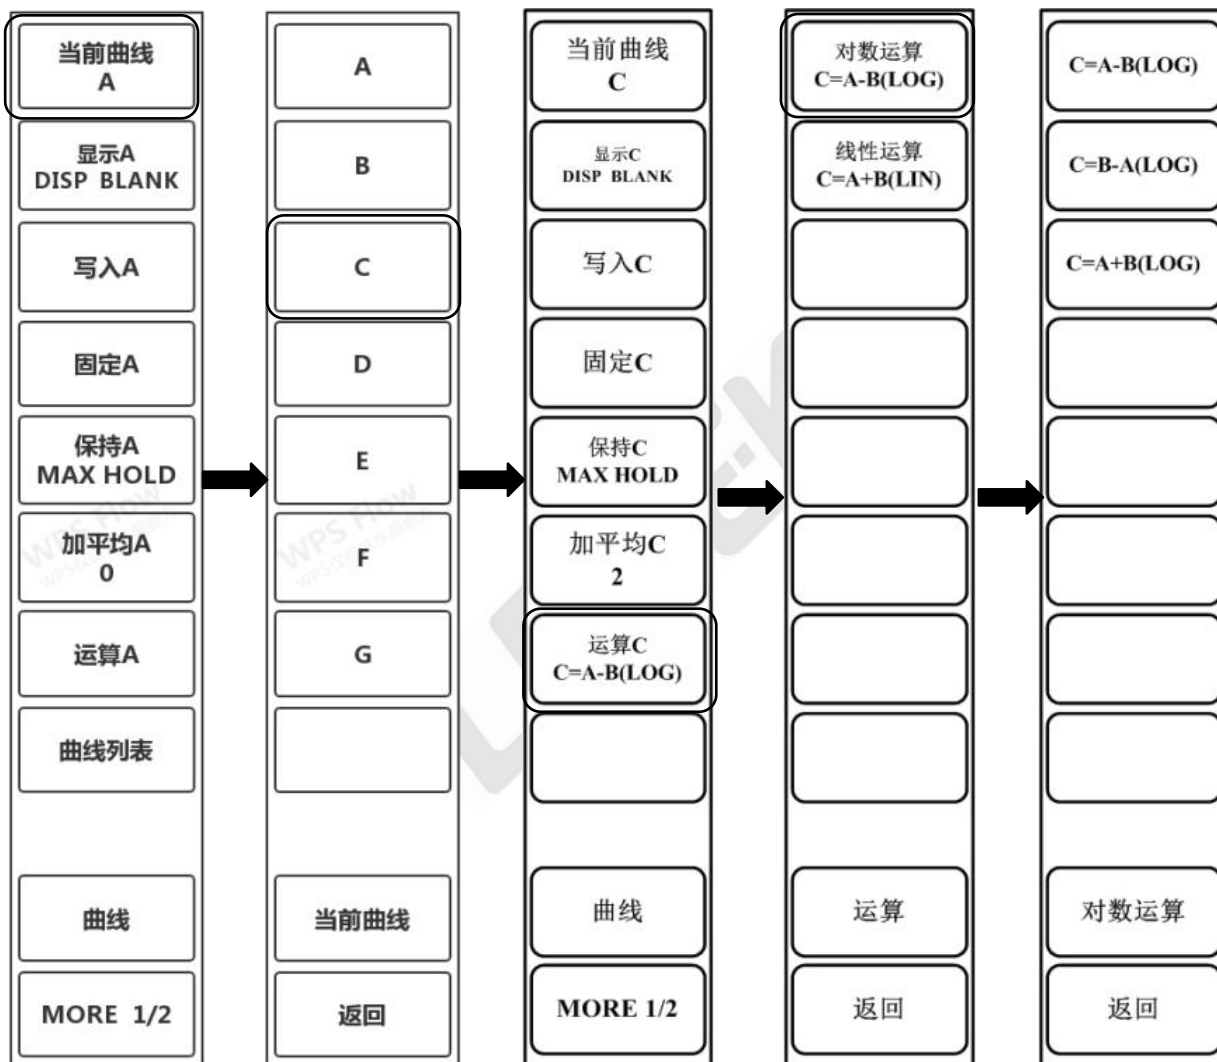 当前曲线
A
显示A
DISP BLANK
写入A
固定A
保持A
MAX HOLD
加平均A
0
运算A
曲线列表
曲线
MORE 1/2
A
B
C
D
E
F
G
当前曲线
返回
当前曲线
C
显示C
DISP BLANK
写入C
固定C
保持C
MAX HOLD
加平均C
2
运算C
C=A-B(LOG)
曲线
MORE 1/2
对数运算
C=A-B(LOG)
线性运算
C=A+B(LIN)
运算
返回
C=A-B(LOG)
C=B-A(LOG)
C=A+B(LOG)
对数运算
返回
WPS Flow
WPS Flow